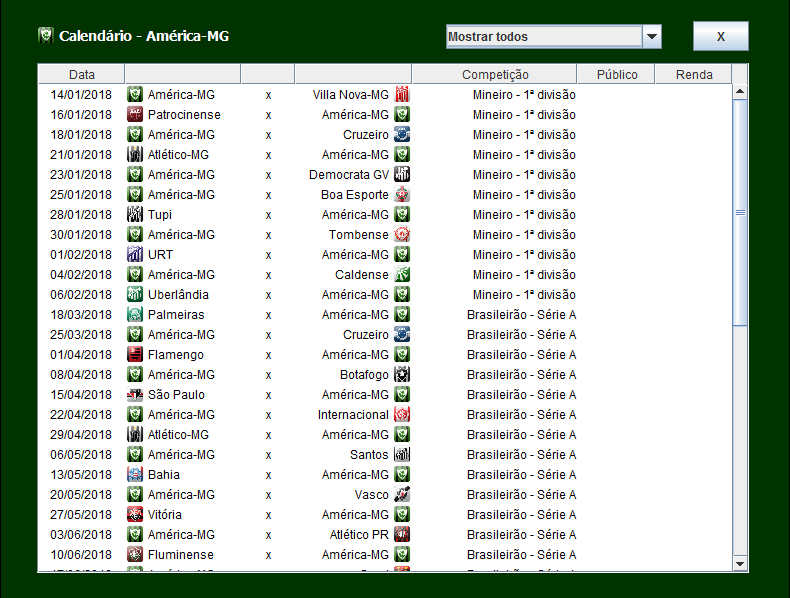 Calendário - América-MG Mostrar todos X
Data Competição Público Renda
14/01/2018 América-MG x Villa Nova-MG Mineiro - 1ª divisão
16/01/2018 Patrocinense x América-MG Mineiro - 1ª divisão
18/01/2018 América-MG x Cruzeiro Mineiro - 1ª divisão
21/01/2018 Atlético-MG x América-MG Mineiro - 1ª divisão
23/01/2018 América-MG x Democrata GV Mineiro - 1ª divisão
25/01/2018 América-MG x Boa Esporte Mineiro - 1ª divisão
28/01/2018 Tupi x América-MG Mineiro - 1ª divisão
30/01/2018 América-MG x Tombense Mineiro - 1ª divisão
01/02/2018 URT x América-MG Mineiro - 1ª divisão
04/02/2018 América-MG x Caldense Mineiro - 1ª divisão
06/02/2018 Uberlândia x América-MG Mineiro - 1ª divisão
18/03/2018 Palmeiras x América-MG Brasileirão - Série A
25/03/2018 América-MG x Cruzeiro Brasileirão - Série A
01/04/2018 Flamengo x América-MG Brasileirão - Série A
08/04/2018 América-MG x Botafogo Brasileirão - Série A
15/04/2018 São Paulo x América-MG Brasileirão - Série A
22/04/2018 América-MG x Internacional Brasileirão - Série A
29/04/2018 Atlético-MG x América-MG Brasileirão - Série A
06/05/2018 América-MG x Santos Brasileirão - Série A
13/05/2018 Bahia x América-MG Brasileirão - Série A
20/05/2018 América-MG x Vasco Brasileirão - Série A
27/05/2018 Vitória x América-MG Brasileirão - Série A
03/06/2018 América-MG x Atlético PR Brasileirão - Série A
10/06/2018 Fluminense x América-MG Brasileirão - Série A